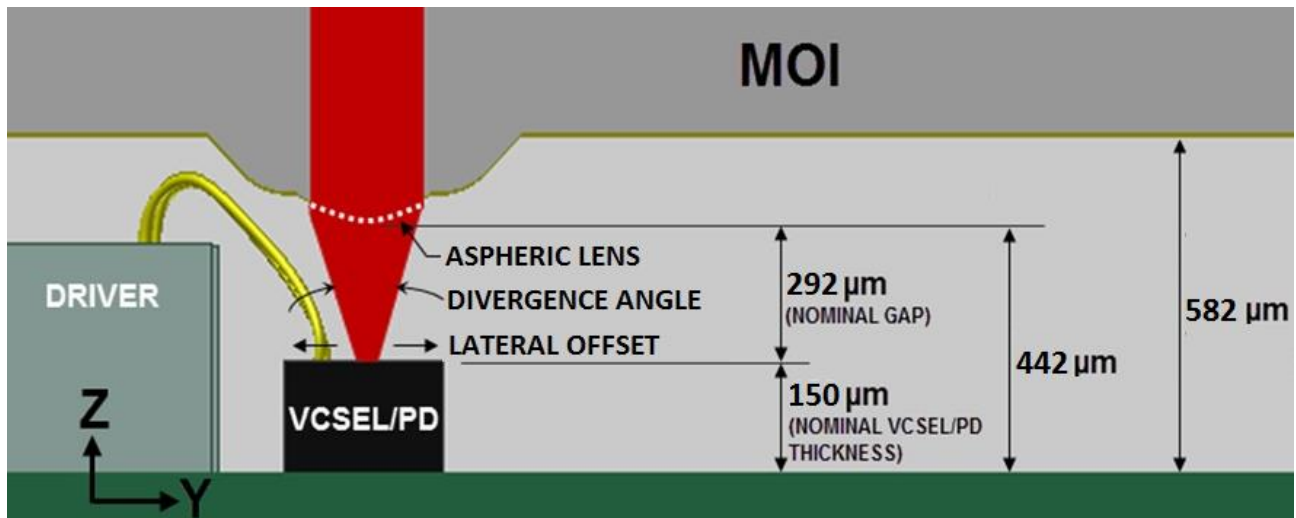 MOI
ASPHERIC LENS
DIVERGENCE ANGLE
LATERAL OFFSET
DRIVER
VCSEL/PD
292 µm
(NOMINAL GAP)
150 µm
(NOMINAL VCSEL/PD
THICKNESS)
442 µm
582 µm
Z
Y